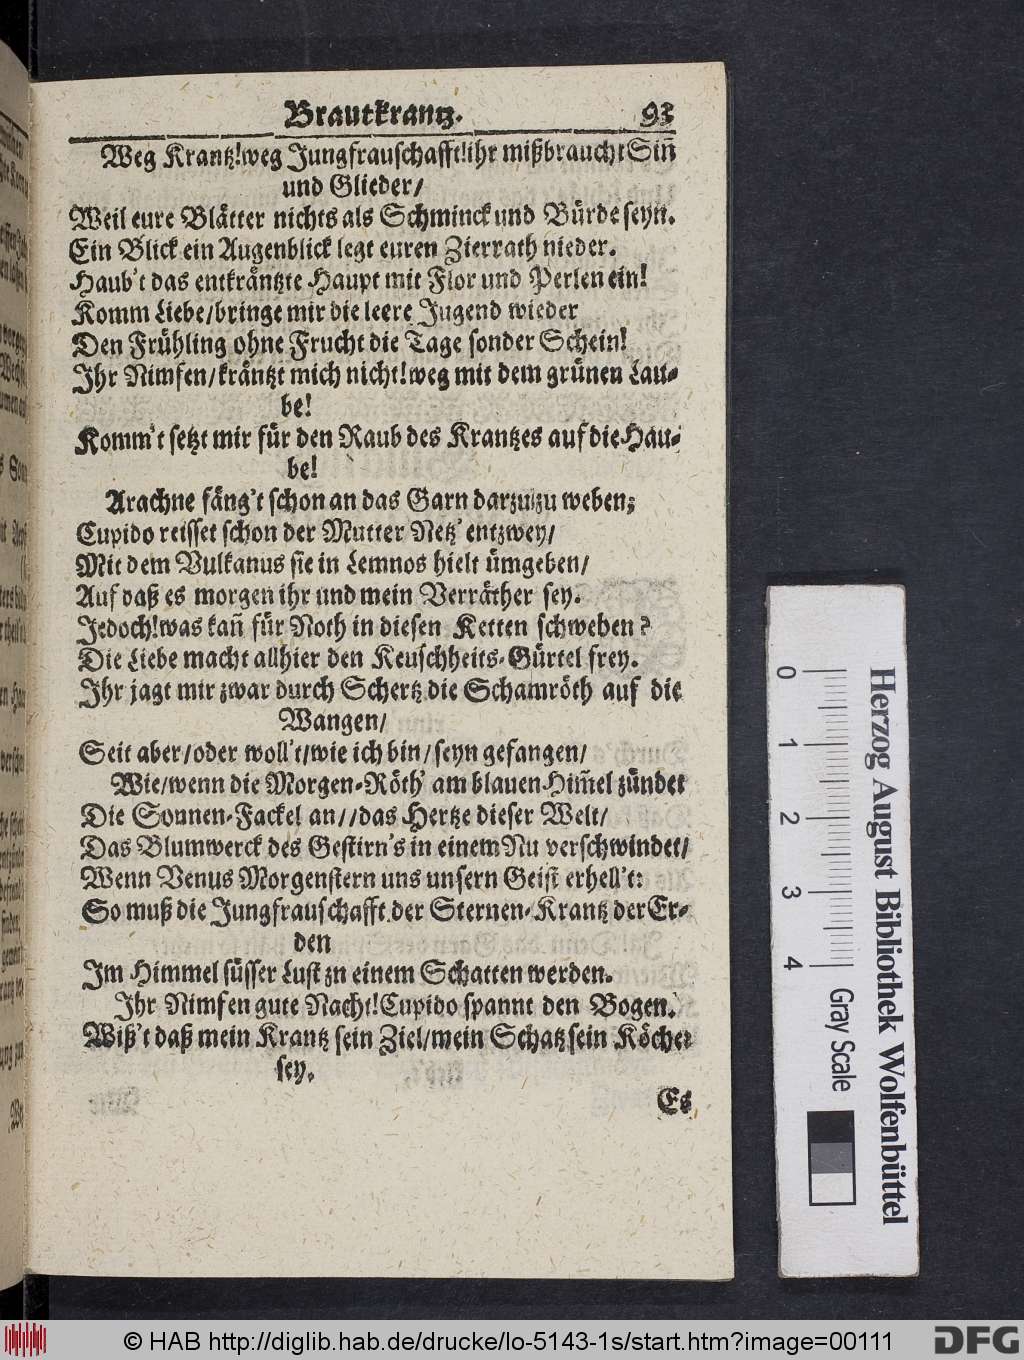 Brautkrantz. 93
Weg Krantz!weg Jungfrauschafft!ihr mißbraucht Sin̄
und Glieder/
Weil eure Blätter nichts als Schminck und Bürde seyn.
Ein Blick ein Augenblick legt euren Zierrath nieder.
Haub't das entkräntzte Haupt mit Flor und Perlen ein!
Komm Liebe/bringe mir die leere Jugend wieder
Den Frühling ohne Frucht die Tage sonder Schein!
Ihr Nimfen/kräntzt mich nicht!weg mit dem grünen Lau-
be!
Komm't setzt mir für den Raub des Krantzes auf die Hau-
be!
Arachne fäng't schon an das Garn darzu zu weben;
Cupido reisset schon der Mutter Netz' entzwey/
Mit dem Vulkanus sie in Lemnos hielt ümgeben/
Auf daß es morgen ihr und mein Verräther sey.
Jedoch!was kan̄ für Noth in diesen Ketten schweben?
Die Liebe macht allhier den Keuschheits-Gürtel frey.
Ihr jagt mir zwar durch Schertz die Schamröth auf die
Wangen/
Seit aber/oder woll't/wie ich bin/seyn gefangen/
Wie/wenn die Morgen-Röth' am blauen Him̄el zündet
Die Sonnen-Fackel an//das Hertze dieser Welt/
Das Blumwerck des Gestirn's in einem Nu verschwindet/
Wenn Venus Morgenstern uns unsern Geist erhell't:
So muß die Jungfrauschafft der Sternen-Krantz der Er-
den
Im Himmel süsser Lust zu einem Schatten werden.
Ihr Nimfen gute Nacht!Cupido spannt den Bogen.
Wiß't daß mein Krantz sein Ziel/mein Schatz sein Köcher
sey.
Es
0 1 2 3 4
Herzog August Bibliothek Wolfenbüttel
Gray Scale
© HAB http://diglib.hab.de/drucke/lo-5143-1s/start.htm?image=00111
DFG